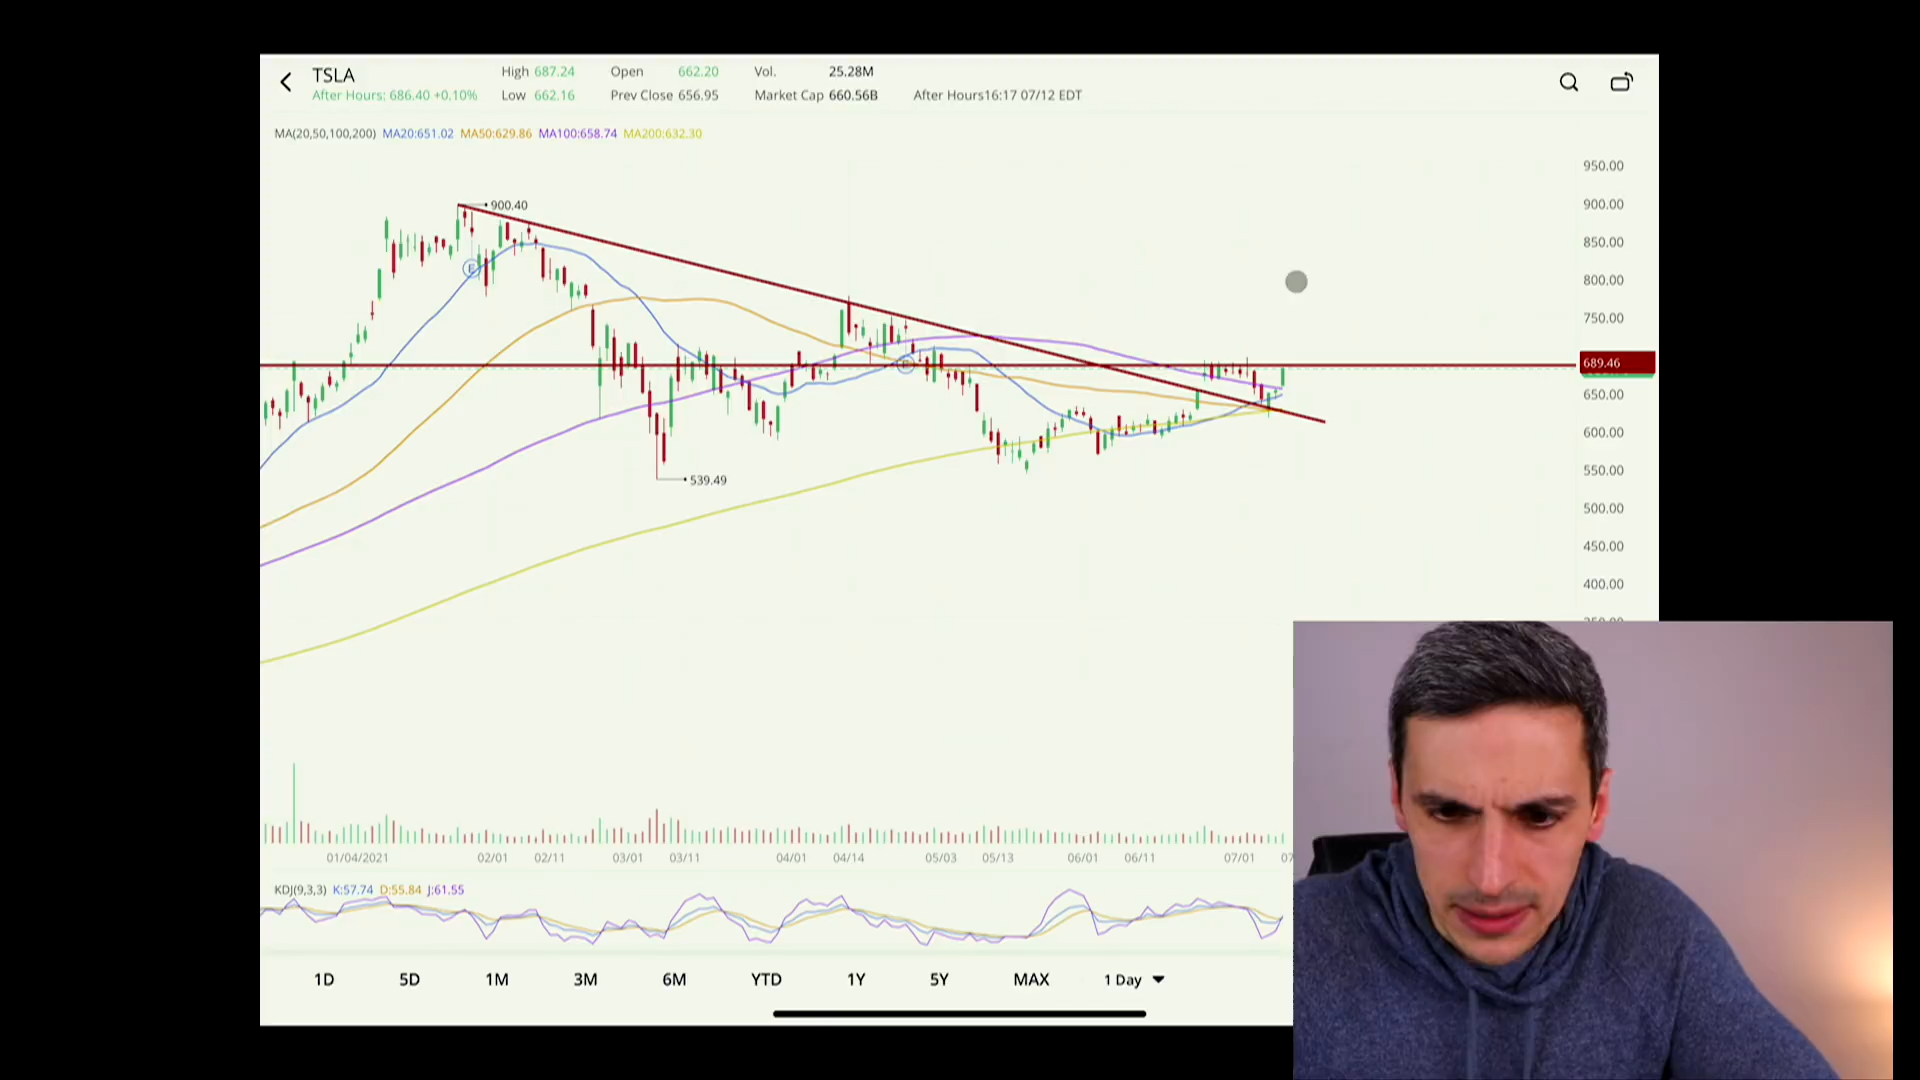 TSLA
High 687.24 Open 662.20 Vol. 25.28M
After Hours: 686.40 +0.10% Low 662.16 Prev Close 656.95 Market Cap 660.56B After Hours16:17 07/12 EDT
MA(20,50,100,200) MA20:651.02 MA50:629.86 MA100:658.74 MA200:632.30
950.00
900.40
900.00
850.00
E
800.00
750.00
E
689.46
650.00
600.00
550.00
539.49
500.00
450.00
400.00
01/04/2021 02/01 02/11 03/01 03/11 04/01 04/14 05/03 05/13 06/01 06/11 07/01 07
KDJ(9,3,3) K:57.74 D:55.84 J:61.55
1D 5D 1M 3M 6M YTD 1Y 5Y MAX 1 Day